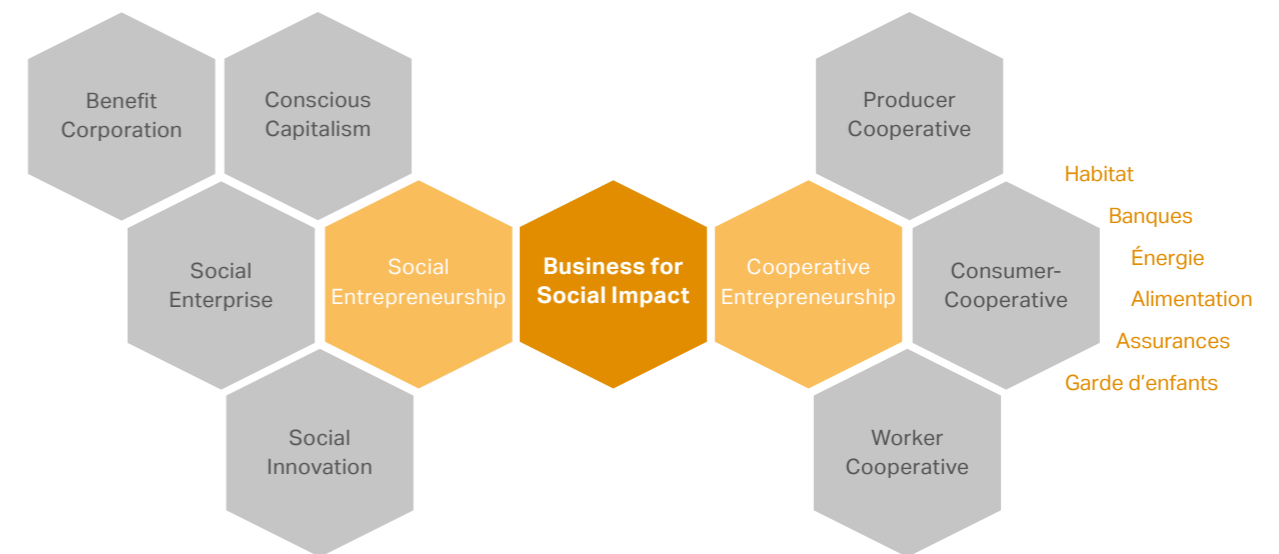 Benefit
Corporation
Conscious
Capitalism
Producer
Cooperative
Habitat
Banques
Énergie
Alimentation
Assurances
Garde d'enfants
Social
Enterprise
Social
Entrepreneurship
Business for
Social Impact
Cooperative
Entrepreneurship
Consumer-
Cooperative
Social
Innovation
Worker
Cooperative